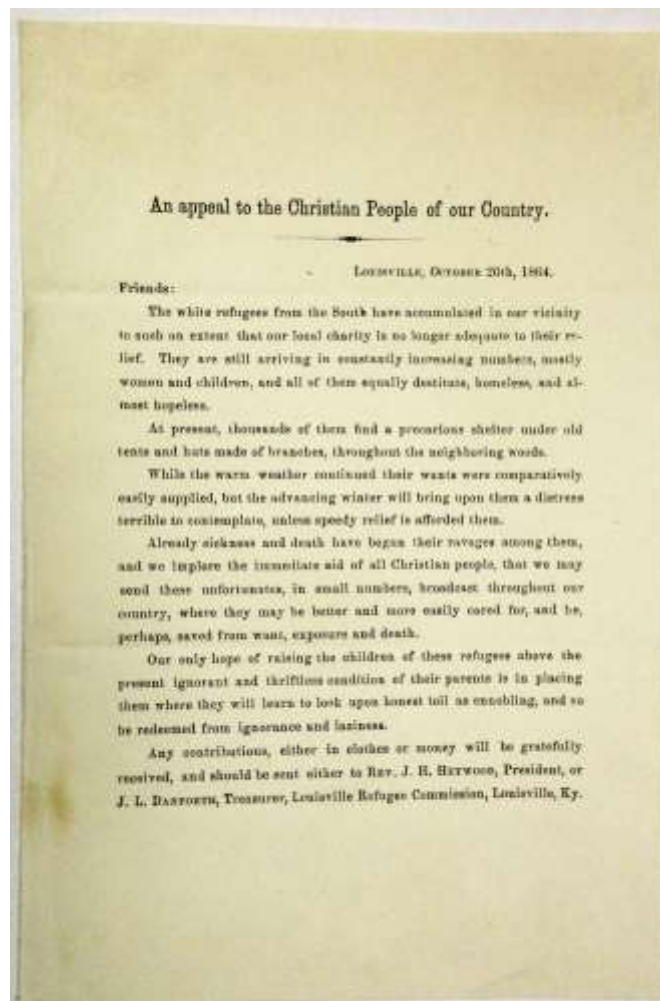 An appeal to the Christian People of our Country.
LOUISVILLE, OCTOBER 20th, 1864.
Friends:
The white refugees from the South have accumulated in our vicinity
to such an extent that our local charity is no longer adequate to their re-
lief. They are still arriving in constantly increasing numbers, mostly
women and children, and all of them equally destitute, homeless, and al-
most hopeless.
At present, thousands of them find a precarious shelter under old
tents and huts made of branches, throughout the neighboring woods.
While the warm weather continued their wants were comparatively
easily supplied, but the advancing winter will bring upon them a distress
terrible to contemplate, unless speedy relief is afforded them.
Already sickness and death have begun their ravages among them,
and we implore the immediate aid of all Christian people, that we may
send these unfortunates, in small numbers, broadcast throughout our
country, where they may be better and more easily cared for, and be,
perhaps, saved from want, exposure and death.
Our only hope of raising the children of these refugees above the
present ignorant and thriftless condition of their parents is in placing
them where they will learn to look upon honest toil as ennobling, and so
be redeemed from ignorance and laziness.
Any contributions, either in clothes or money will be gratefully
received, and should be sent either to REV. J. H. HEYWOOD, President, or
J. L. DANFORTH, Treasurer, Louisville Refugee Commission, Louisville, Ky.